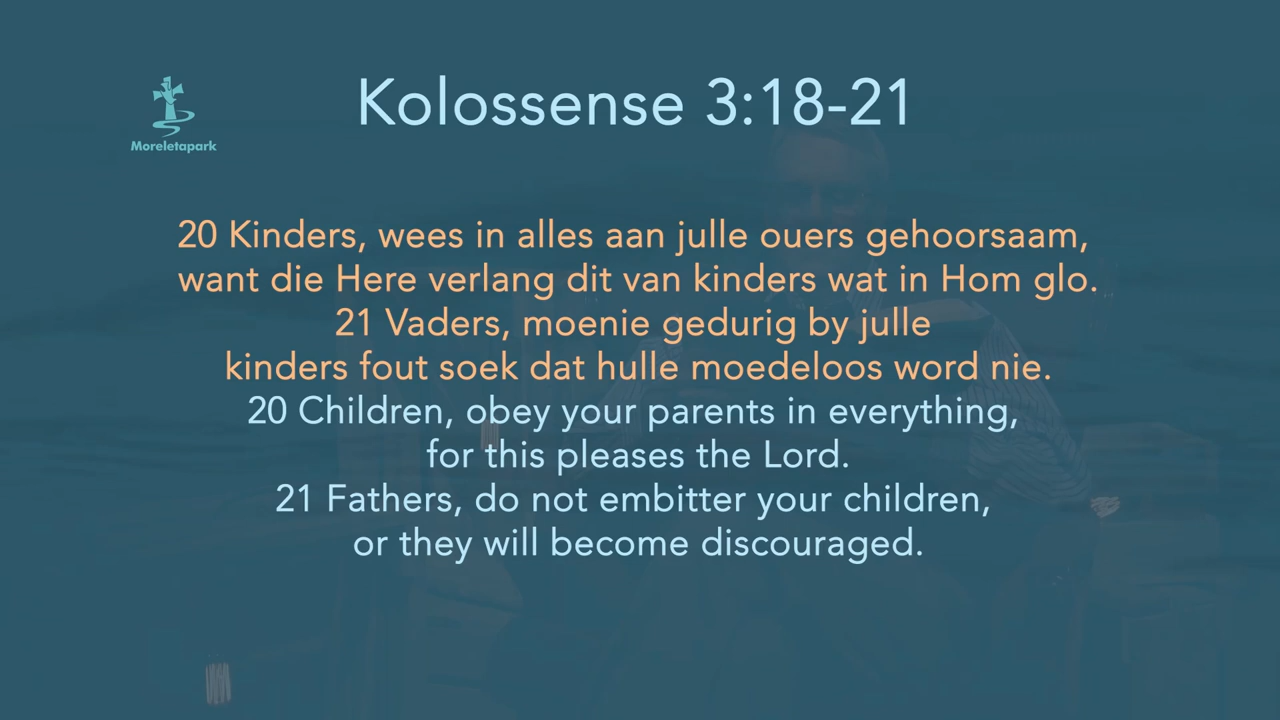 Kolossense 3:18-21
Moreletapark
20 Kinders, wees in alles aan julle ouers gehoorsaam,
want die Here verlang dit van kinders wat in Hom glo.
21 Vaders, moenie gedurig by julle
kinders fout soek dat hulle moedeloos word nie.
20 Children, obey your parents in everything,
for this pleases the Lord.
21 Fathers, do not embitter your children,
or they will become discouraged.